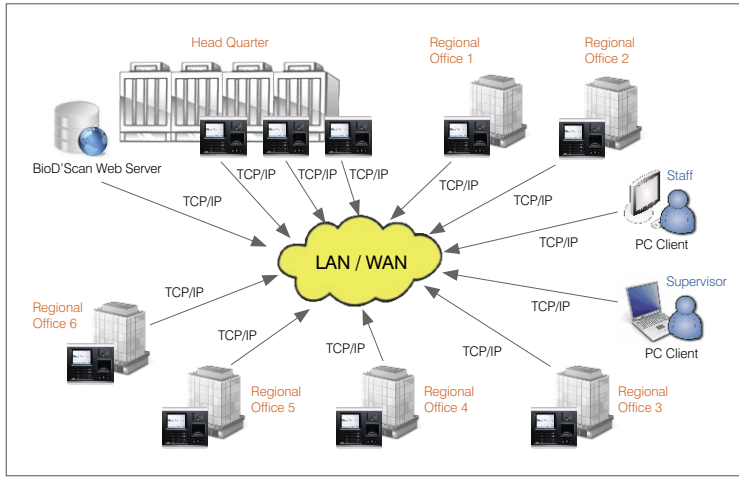 Head Quarter
Regional
Office 1
Regional
Office 2
BioD'Scan Web Server
TCP/IP
TCP/IP
TCP/IP
TCP/IP
TCP/IP
TCP/IP
Staff
PC Client
TCP/IP
LAN / WAN
Supervisor
PC Client
TCP/IP
Regional
Office 6
TCP/IP
TCP/IP
TCP/IP
TCP/IP
Regional
Office 5
Regional
Office 4
Regional
Office 3